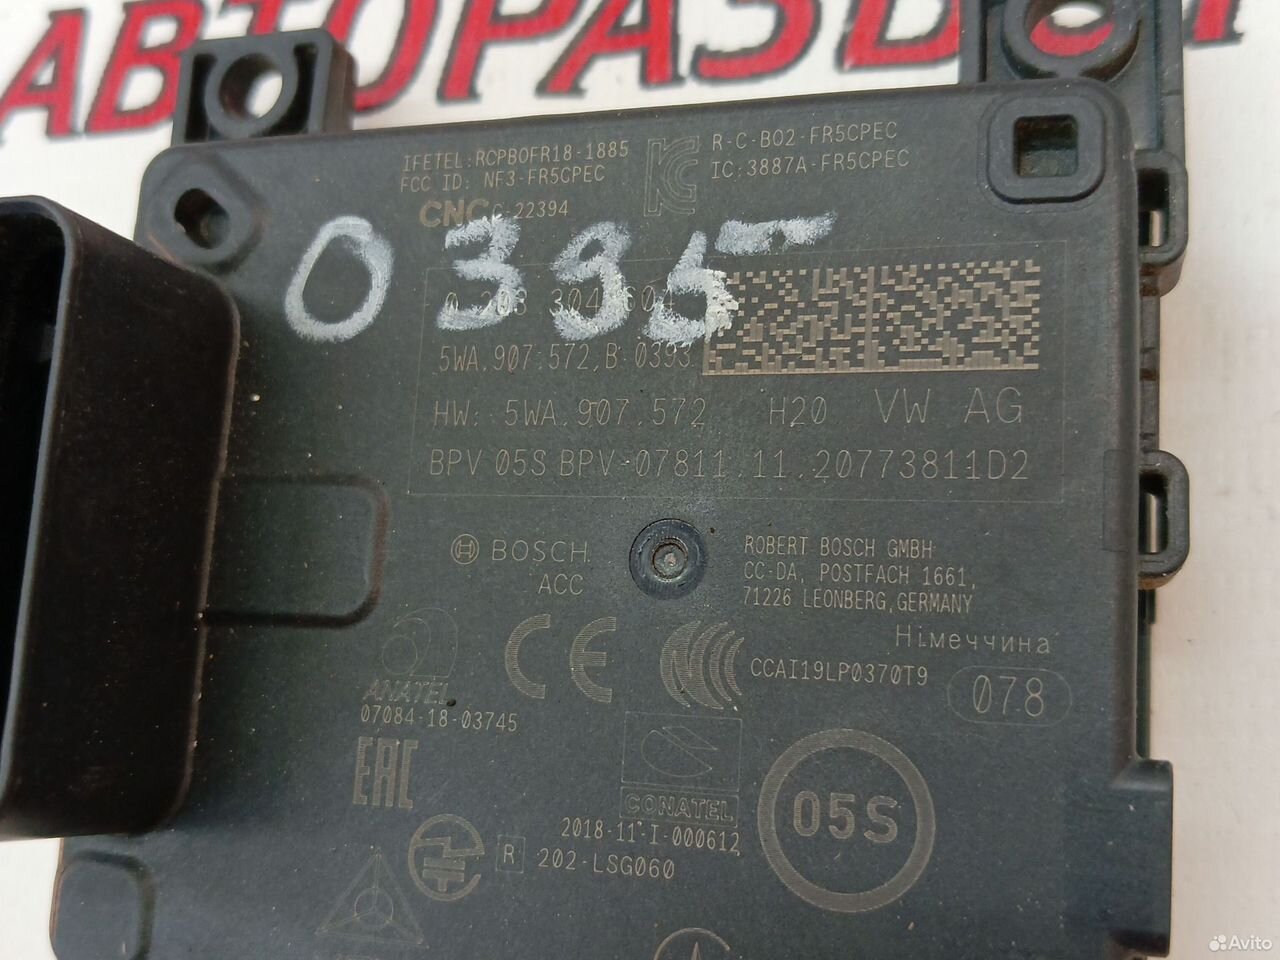 АВТОРАЗБОР
IFETEL: RCPBOFR18-1885
FCC ID: NF3-FR5CPEC
R-C-BO2-FR5CPEC
IC: 3887A-FR5CPEC
CNC C-22394
0395
5WA.907.572.B 0393
HW: 5WA.907.572 H20 VW AG
BPV 05S BPV-07811 11..20773811D2
BOSCH
ACC
ROBERT BOSCH GMBH
CC-DA, POSTFACH 1661,
71226 LEONBERG, GERMANY
Німеччина
CE
CCAI19LP0370T9
078
ANATEL
07084-18-03745
EAC
CONATEL
2018-11-I-000612
R 202-LSG060
05S
Avito